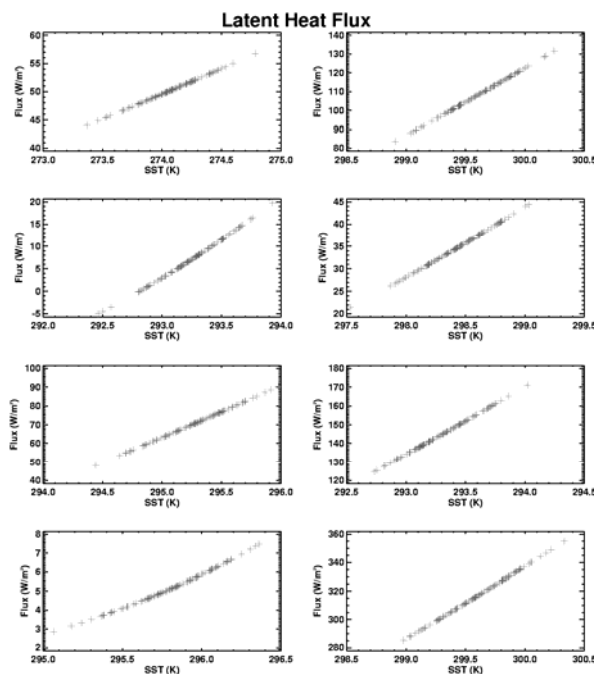 Latent Heat Flux
60
55
50
45
40
Flux (W/m²)
273.0 273.5 274.0 274.5 275.0
SST (K)
140
130
120
110
100
90
80
Flux (W/m²)
298.5 299.0 299.5 300.0 300.5
SST (K)
20
15
10
5
0
-5
Flux (W/m²)
292.0 292.5 293.0 293.5 294.0
SST (K)
45
40
35
30
25
20
Flux (W/m²)
297.5 298.0 298.5 299.0 299.5
SST (K)
100
90
80
70
60
50
40
Flux (W/m²)
294.0 294.5 295.0 295.5 296.0
SST (K)
180
170
160
150
140
130
120
Flux (W/m²)
292.5 293.0 293.5 294.0 294.5
SST (K)
8
7
6
5
4
3
2
Flux (W/m²)
295.0 295.5 296.0 296.5
SST (K)
360
340
320
300
280
Flux (W/m²)
298.5 299.0 299.5 300.0 300.5
SST (K)